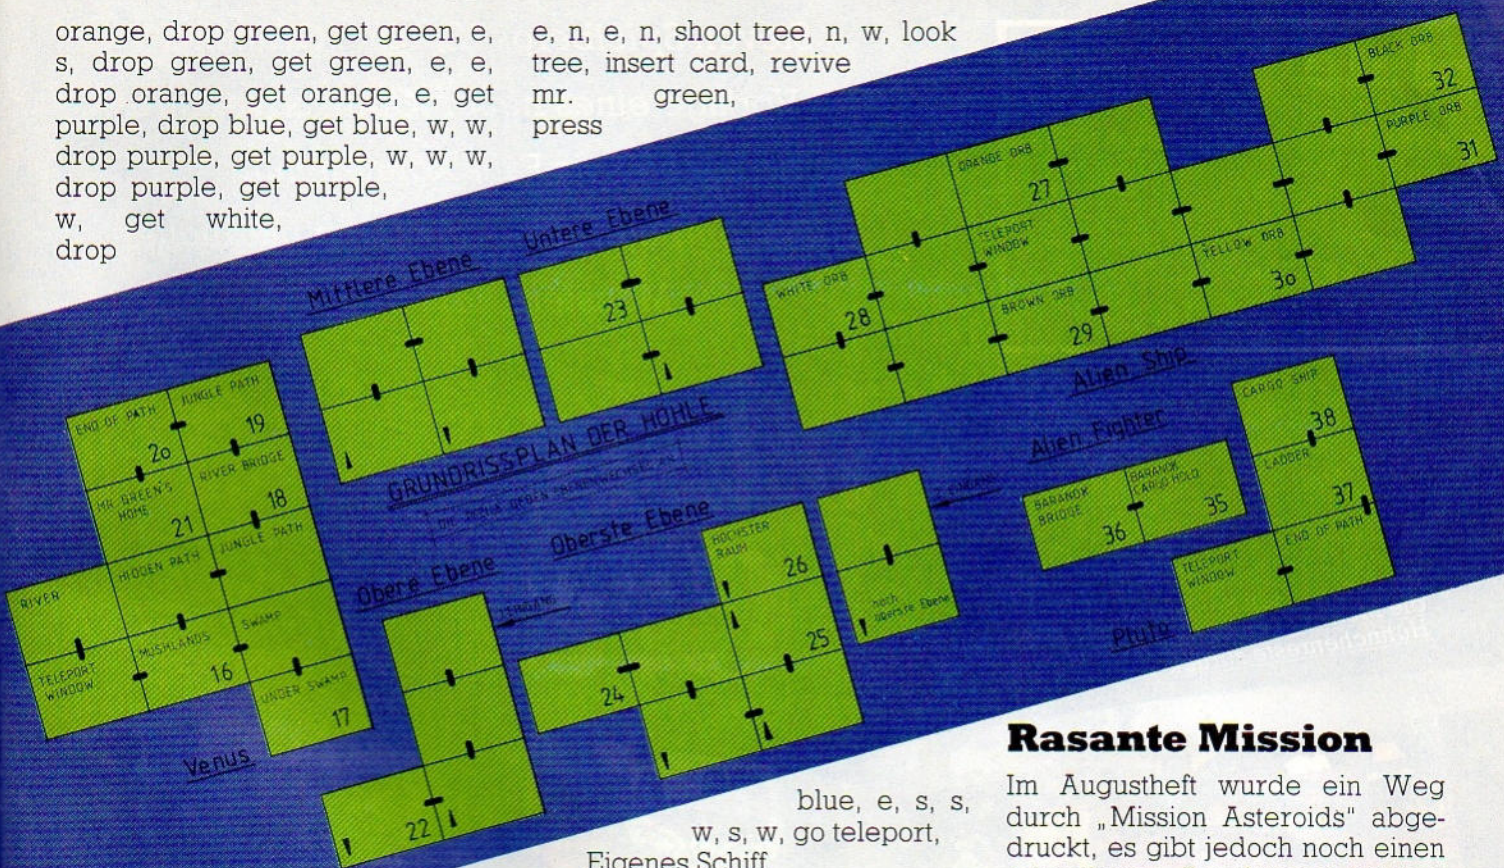 orange, drop green, get green, e,
s, drop green, get green, e, e,
drop orange, get orange, e, get
purple, drop blue, get blue, w, w,
drop purple, get purple, w, w, w,
drop purple, get purple,
w, get white,
drop
e, n, e, n, shoot tree, n, w, look
tree, insert card, revive
mr. green,
press
Mittlere Ebene
Untere Ebene
23
BLACK ORB
32
PURPLE ORB
31
ORANGE ORB
27
TELEPORT
WINDOW
YELLOW ORB
30
WHITE ORB
28
BROWN ORB
29
Alien Ship
GRUNDRISSPLAN DER HÖHLE
END OF PATH
20
JUNGLE PATH
19
MR. GREEN'S
HOME
21
RIVER BRIDGE
18
RIVER
HIDDEN PATH
JUNGLE PATH
TELEPORT
WINDOW
MUSHLANDS
16
SWAMP
UNDER SWAMP
17
Venus
Obere Ebene
EINGANG
22
Oberste Ebene
HÖCHSTER
RAUM
26
25
24
nach
oberste Ebene
Alien Fighter
BARANOK
BRIDGE
36
BARANOK
CARGO HOLD
35
CARGO SHIP
38
LADDER
37
TELEPORT
WINDOW
END OF PATH
Pluto
blue, e, s, s,
w, s, w, go teleport,
Eigenes Schiff
Rasante Mission
Im Augustheft wurde ein Weg
durch „Mission Asteroids" abge-
druckt, es gibt jedoch noch einen